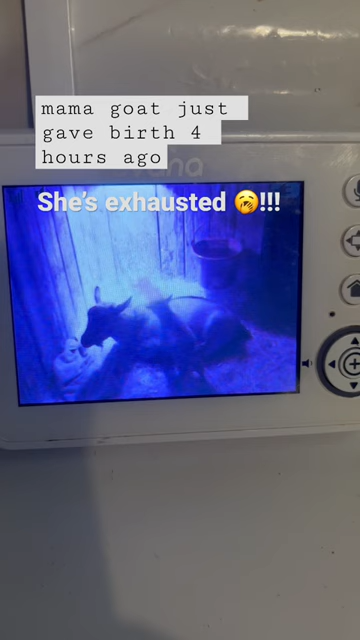 mama goat just
gave birth 4
hours ago
She's exhausted 🥱!!!